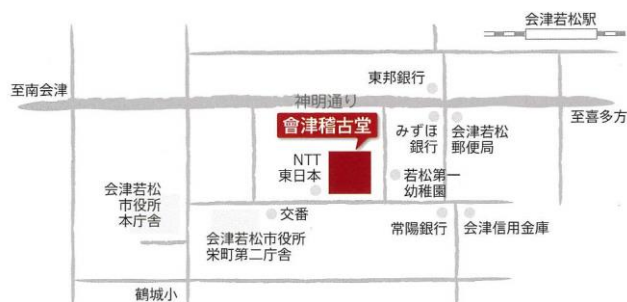 会津若松駅
東邦銀行
至南会津
神明通り
至喜多方
會津稽古堂
みずほ
銀行
会津若松
郵便局
NTT
東日本
若松第一
幼稚園
会津若松
市役所
本庁舎
交番
常陽銀行
会津信用金庫
会津若松市役所
栄町第二庁舎
鶴城小